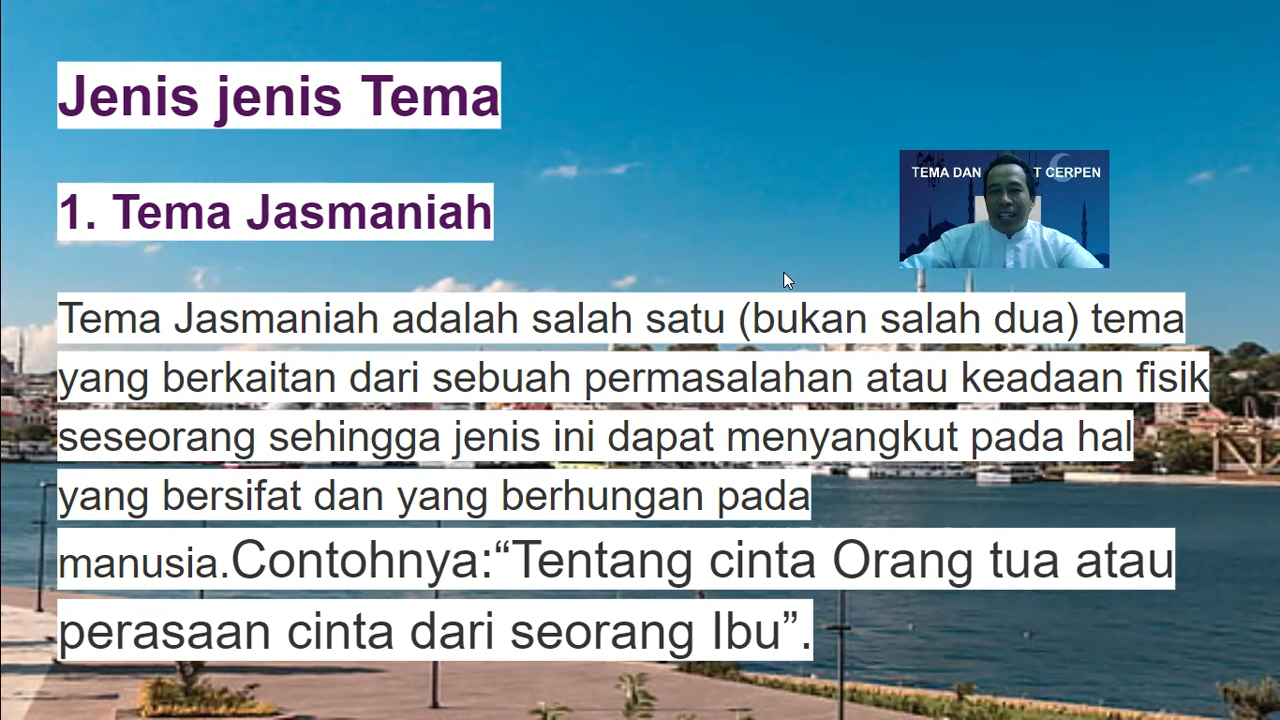 Jenis jenis Tema
TEMA DAN T CERPEN
1. Tema Jasmaniah
Tema Jasmaniah adalah salah satu (bukan salah dua) tema
yang berkaitan dari sebuah permasalahan atau keadaan fisik
seseorang sehingga jenis ini dapat menyangkut pada hal
yang bersifat dan yang berhungan pada
manusia.Contohnya:“Tentang cinta Orang tua atau
perasaan cinta dari seorang Ibu”.